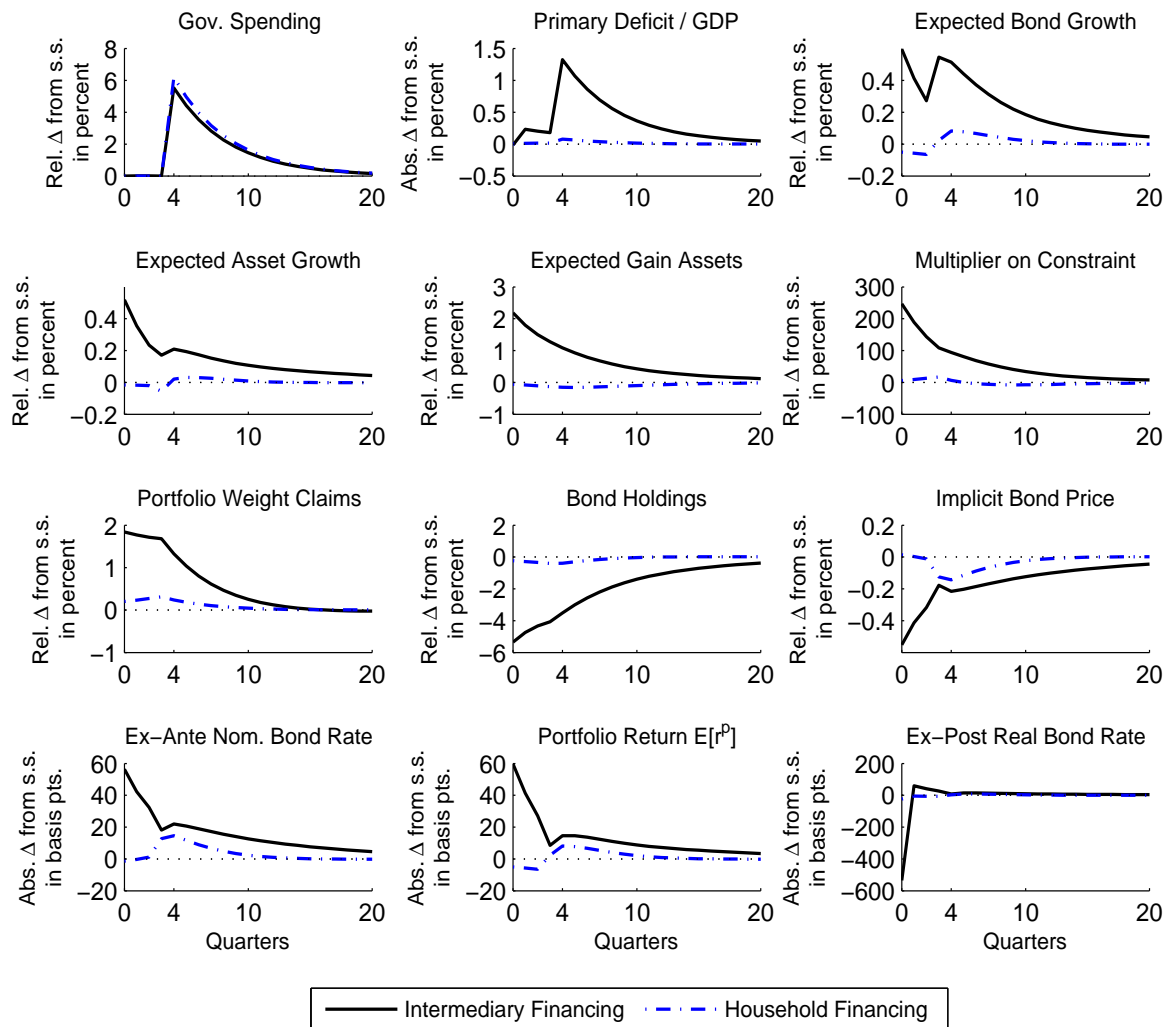 Gov. Spending
Rel. Δ from s.s.
in percent
8
6
4
2
0
0 4 10 20
Primary Deficit / GDP
Abs. Δ from s.s.
in percent
1.5
1
0.5
0
−0.5
0 4 10 20
Expected Bond Growth
Rel. Δ from s.s.
in percent
0.4
0.2
0
−0.2
0 4 10 20
Expected Asset Growth
Rel. Δ from s.s.
in percent
0.4
0.2
0
−0.2
0 4 10 20
Expected Gain Assets
Rel. Δ from s.s.
in percent
3
2
1
0
−1
0 4 10 20
Multiplier on Constraint
Rel. Δ from s.s.
in percent
300
200
100
0
−100
0 4 10 20
Portfolio Weight Claims
Rel. Δ from s.s.
in percent
2
1
0
−1
0 4 10 20
Bond Holdings
Rel. Δ from s.s.
in percent
2
0
−2
−4
−6
0 4 10 20
Implicit Bond Price
Rel. Δ from s.s.
in percent
0.2
0
−0.2
−0.4
0 4 10 20
Ex−Ante Nom. Bond Rate
Abs. Δ from s.s.
in basis pts.
60
40
20
0
−20
0 4 10 20
Quarters
Portfolio Return E[r^p]
Abs. Δ from s.s.
in basis pts.
60
40
20
0
−20
0 4 10 20
Quarters
Ex−Post Real Bond Rate
Abs. Δ from s.s.
in basis pts.
200
0
−200
−400
−600
0 4 10 20
Quarters
Intermediary Financing Household Financing